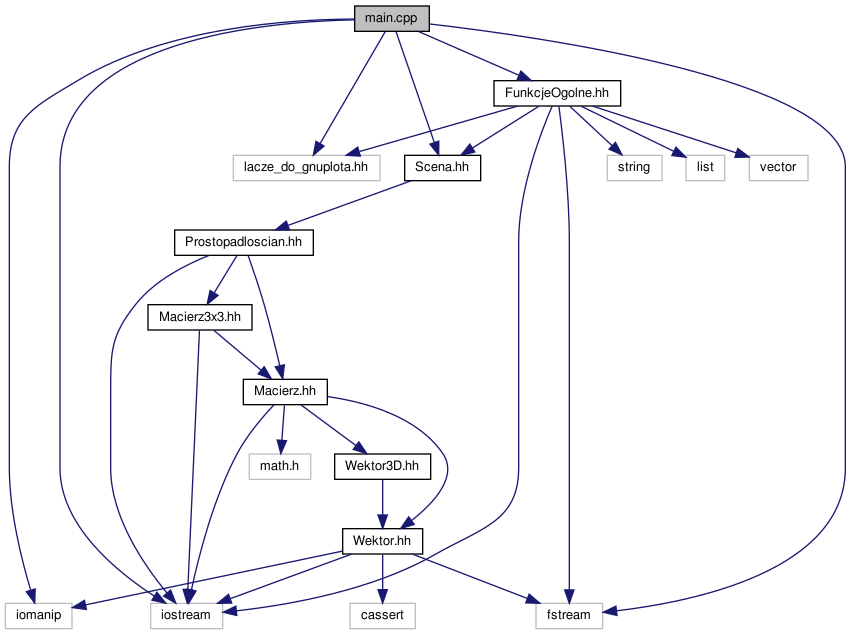 main.cpp
FunkcjeOgolne.hh
lacze_do_gnuplota.hh
Scena.hh
string
list
vector
Prostopadloscian.hh
Macierz3x3.hh
Macierz.hh
math.h
Wektor3D.hh
Wektor.hh
iomanip
iostream
cassert
fstream